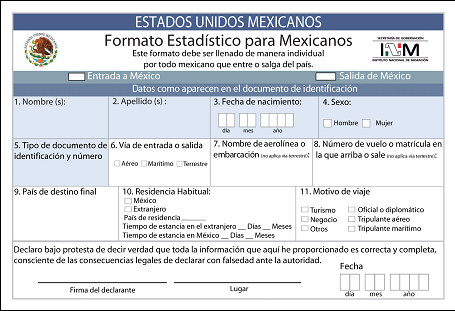 ESTADOS UNIDOS MEXICANOS
Formato Estadístico para Mexicanos
Este formato debe ser llenado de manera individual
por todo mexicano que entre o salga del país.
SECRETARÍA DE GOBERNACIÓN
INM
INSTITUTO NACIONAL DE MIGRACIÓN
Entrada a México
Salida de México
Datos como aparecen en el documento de identificación
1. Nombre (s):
2. Apellido (s) :
3. Fecha de nacimiento:
día mes año
4. Sexo:
Hombre Mujer
5. Tipo de documento de
identificación y número
6. Vía de entrada o salida
Aéreo Marítimo Terrestre
7. Nombre de aerolínea o
embarcación (no aplica vía terrestre):
8. Número de vuelo o matrícula en
la que arriba o sale (no aplica vía terrestre):
9. País de destino final
10. Residencia Habitual:
México
Extranjero
País de residencia ______
Tiempo de estancia en el extranjero __ Días __ Meses
Tiempo de estancia en México __ Días __ Meses
11. Motivo de viaje
Turismo
Negocio
Otros
Oficial o diplomático
Tripulante aéreo
Tripulante marítimo
Declaro bajo protesta de decir verdad que toda la información que aquí he proporcionado es correcta y completa,
consciente de las consecuencias legales de declarar con falsedad ante la autoridad.
Firma del declarante
Lugar
Fecha
día mes año